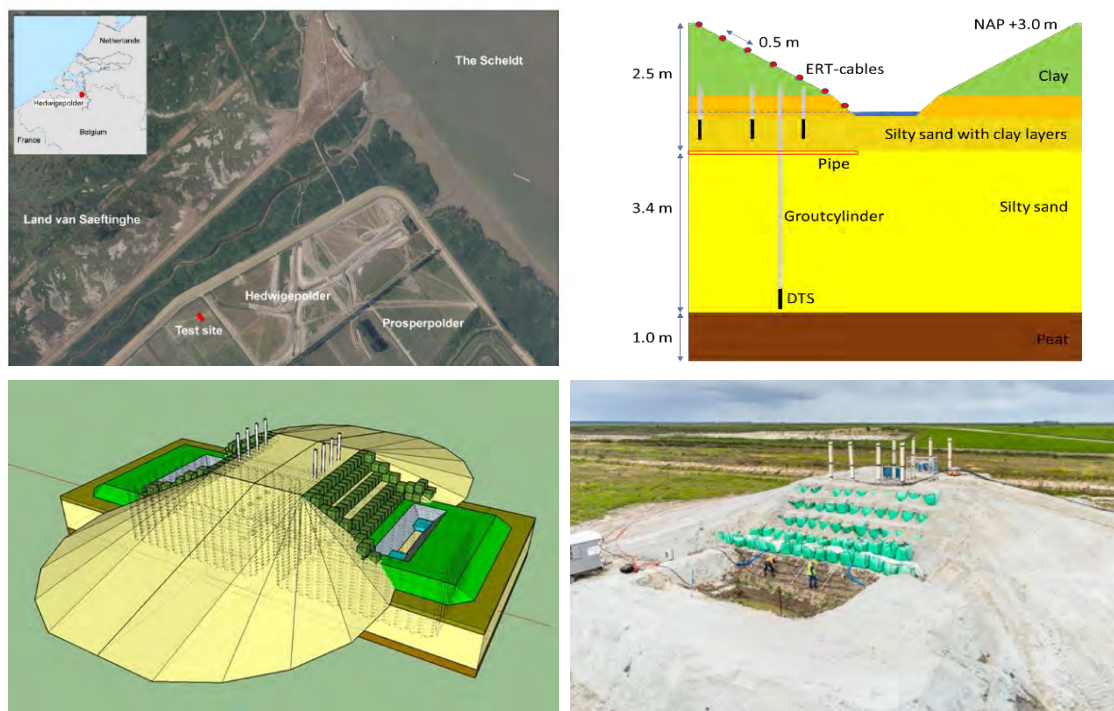 Netherlands
Hedwigepolder
Belgium
France
The Scheldt
Land van Saeftinghe
Hedwigepolder
Prosperpolder
Test site
NAP +3.0 m
0.5 m
ERT-cables
2.5 m
Clay
Silty sand with clay layers
Pipe
3.4 m
Silty sand
Groutcylinder
DTS
1.0 m
Peat